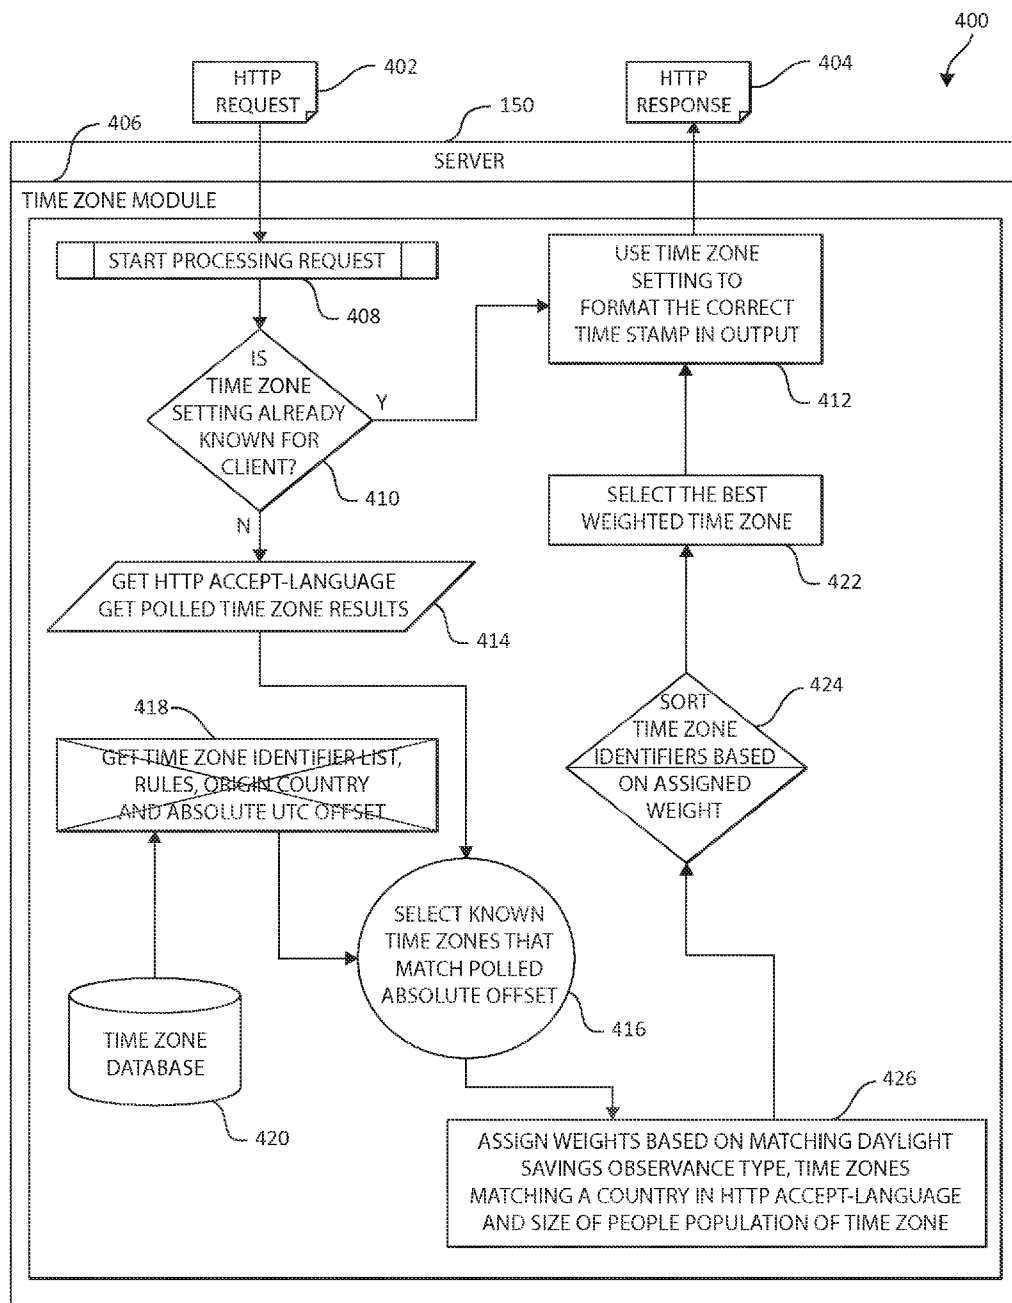 400
HTTP
REQUEST
402
HTTP
RESPONSE
404
406
150
SERVER
TIME ZONE MODULE
START PROCESSING REQUEST
408
IS
TIME ZONE
SETTING ALREADY
KNOWN FOR
CLIENT?
410
Y
N
USE TIME ZONE
SETTING TO
FORMAT THE CORRECT
TIME STAMP IN OUTPUT
412
SELECT THE BEST
WEIGHTED TIME ZONE
422
GET HTTP ACCEPT-LANGUAGE
GET POLLED TIME ZONE RESULTS
414
418
GET TIME ZONE IDENTIFIER LIST,
RULES, ORIGIN COUNTRY
AND ABSOLUTE UTC OFFSET
SORT
TIME ZONE
IDENTIFIERS BASED
ON ASSIGNED
WEIGHT
424
SELECT KNOWN
TIME ZONES THAT
MATCH POLLED
ABSOLUTE OFFSET
416
TIME ZONE
DATABASE
420
426
ASSIGN WEIGHTS BASED ON MATCHING DAYLIGHT
SAVINGS OBSERVANCE TYPE, TIME ZONES
MATCHING A COUNTRY IN HTTP ACCEPT-LANGUAGE
AND SIZE OF PEOPLE POPULATION OF TIME ZONE